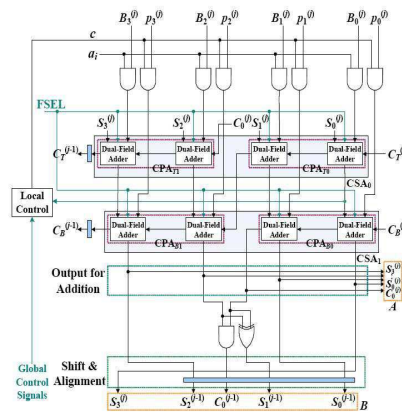 B3(j) p3(j) B2(j) p2(j) B1(j) p1(j) B0(j) p0(j)
c
ai
FSEL
S3(j) S2(j) C0(j) S1(j) S0(j)
CT(j-1) Dual-Field Adder Dual-Field Adder Dual-Field Adder Dual-Field Adder CT(j)
CPAT1 CPAT0
CSA0
Local Control
CB(j-1) Dual-Field Adder Dual-Field Adder Dual-Field Adder Dual-Field Adder CB(j)
CPAB1 CPAB0
CSA1
Output for Addition
S3(j)
C0(j)
A
Shift & Alignment
Global Control Signals
S3(j) S2(j-1) C0(j-1) S1(j-1) S0(j-1) B